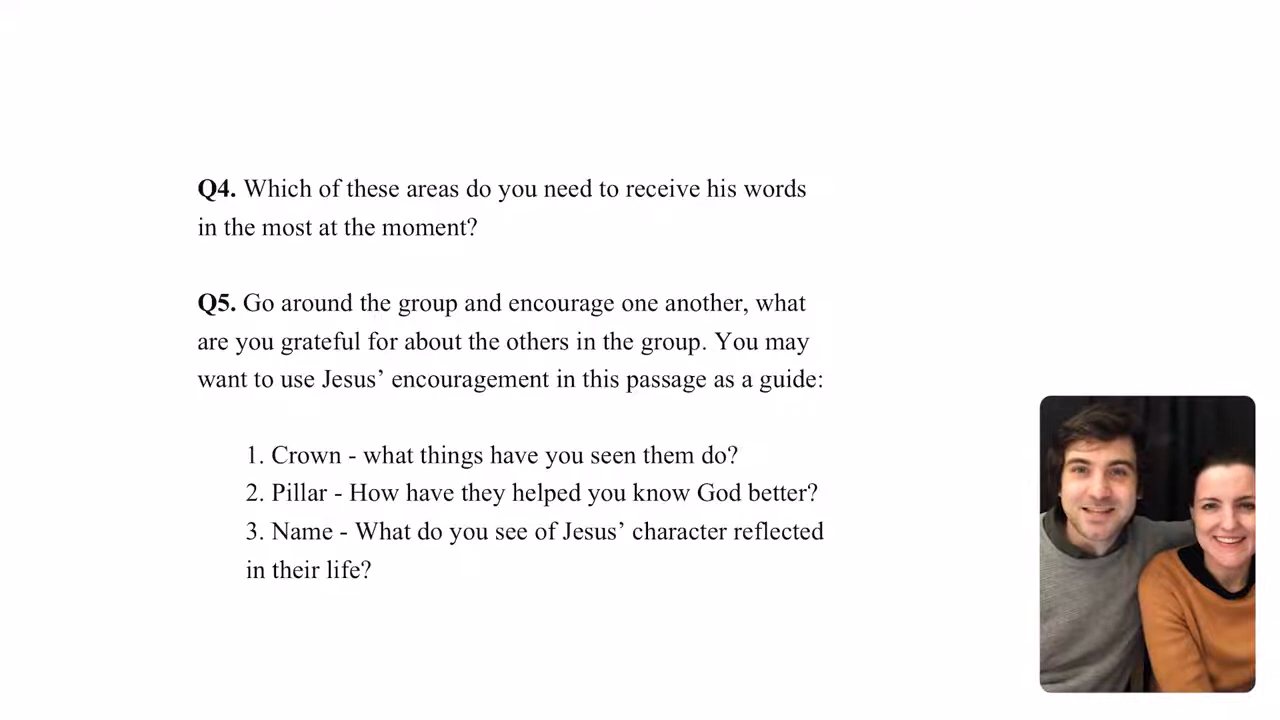 Q4. Which of these areas do you need to receive his words
in the most at the moment?
Q5. Go around the group and encourage one another, what
are you grateful for about the others in the group. You may
want to use Jesus’ encouragement in this passage as a guide:
1. Crown - what things have you seen them do?
2. Pillar - How have they helped you know God better?
3. Name - What do you see of Jesus’ character reflected
in their life?